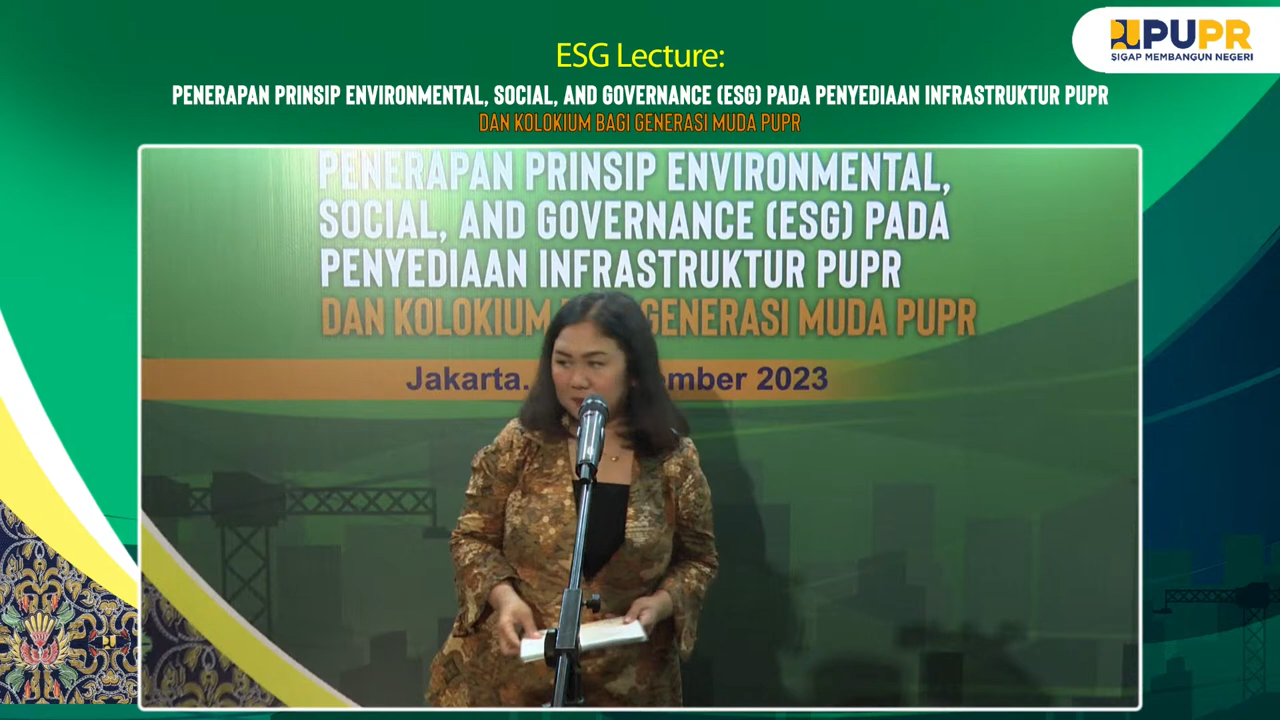 ESG Lecture:
PUPR
SIGAP MEMBANGUN NEGERI
PENERAPAN PRINSIP ENVIRONMENTAL, SOCIAL, AND GOVERNANCE (ESG) PADA PENYEDIAAN INFRASTRUKTUR PUPR
DAN KOLOKIUM BAGI GENERASI MUDA PUPR
PENERAPAN PRINSIP ENVIRONMENTAL,
SOCIAL, AND GOVERNANCE (ESG) PADA
PENYEDIAAN INFRASTRUKTUR PUPR
DAN KOLOKIUM GENERASI MUDA PUPR
Jakarta. ember 2023